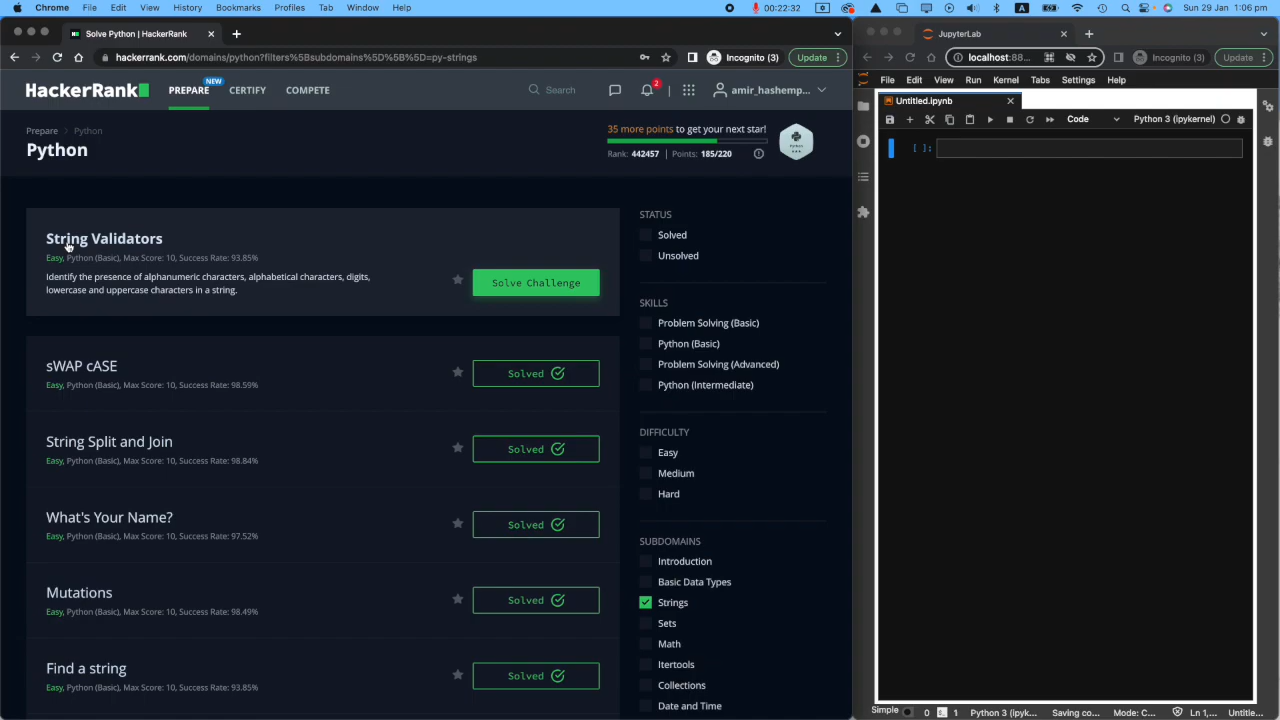 Chrome File Edit View History Bookmarks Profiles Tab Window Help 00:22:32 A Sun 29 Jan 1:06 pm
Solve Python | HackerRank
hackerrank.com/domains/python?filters%5Bsubdomains%5D%5B%5D=py-strings Incognito (3) Update
HackerRank PREPARE NEW CERTIFY COMPETE Search 2 amir_hashemp...
Prepare > Python
Python
35 more points to get your next star!
Rank: 442457 | Points: 185/220
Python
String Validators
Easy, Python (Basic), Max Score: 10, Success Rate: 93.85%
Identify the presence of alphanumeric characters, alphabetical characters, digits,
lowercase and uppercase characters in a string.
Solve Challenge
sWAP cASE
Easy, Python (Basic), Max Score: 10, Success Rate: 98.59%
Solved
String Split and Join
Easy, Python (Basic), Max Score: 10, Success Rate: 98.84%
Solved
What's Your Name?
Easy, Python (Basic), Max Score: 10, Success Rate: 97.52%
Solved
Mutations
Easy, Python (Basic), Max Score: 10, Success Rate: 98.49%
Solved
Find a string
Easy, Python (Basic), Max Score: 10, Success Rate: 93.85%
Solved
STATUS
Solved
Unsolved
SKILLS
Problem Solving (Basic)
Python (Basic)
Problem Solving (Advanced)
Python (Intermediate)
DIFFICULTY
Easy
Medium
Hard
SUBDOMAINS
Introduction
Basic Data Types
Strings
Sets
Math
Itertools
Collections
Date and Time
JupyterLab
localhost:88... Incognito (3) Update
File Edit View Run Kernel Tabs Settings Help
Untitled.ipynb
Code Python 3 (ipykernel)
[ ]:
Simple 0 1 Python 3 (ipyk... Saving co... Mode: C... Ln 1,... Untitle...